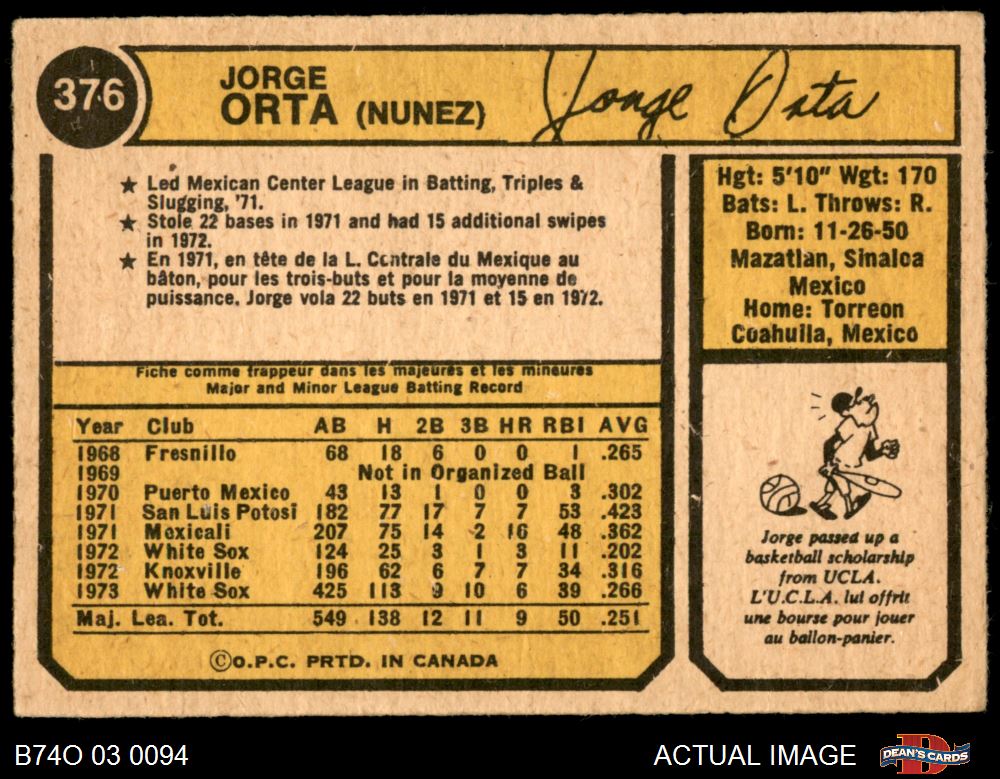 376
JORGE
ORTA (NUNEZ)
Jorge Orta
★ Led Mexican Center League in Batting, Triples &
Slugging, '71.
★ Stole 22 bases in 1971 and had 15 additional swipes
in 1972.
★ En 1971, en tête de la L. Centrale du Mexique au
bâton, pour les trois-buts et pour la moyenne de
puissance. Jorge vola 22 buts en 1971 et 15 en 1972.
Hgt: 5'10" Wgt: 170
Bats: L. Throws: R.
Born: 11-26-50
Mazatlan, Sinaloa
Mexico
Home: Torreon
Coahuila, Mexico
Fiche comme frappeur dans les majeures et les mineures
Major and Minor League Batting Record
Year Club AB H 2B 3B HR RBI AVG
1968 Fresnillo 68 18 6 0 0 1 .265
1969 Not in Organized Ball
1970 Puerto Mexico 43 13 1 0 0 3 .302
1971 San Luis Potosi 182 77 17 7 7 53 .423
1971 Mexicali 207 75 14 2 16 48 .362
1972 White Sox 124 25 3 1 3 11 .202
1972 Knoxville 196 62 6 7 7 34 .316
1973 White Sox 425 113 9 10 6 39 .266
Maj. Lea. Tot. 549 138 12 11 9 50 .251
©O.P.C. PRTD. IN CANADA
Jorge passed up a
basketball scholarship
from UCLA.
L'U.C.L.A. lui offrit
une bourse pour jouer
au ballon-panier.
B74O 03 0094
ACTUAL IMAGE
DEAN'S CARDS